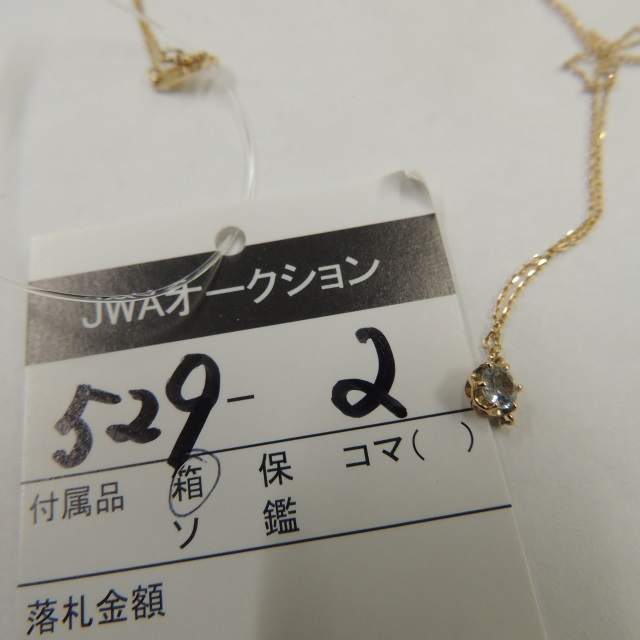 JWAオークション
529-2
付属品 箱 保 コマ( )
ソ 鑑
落札金額